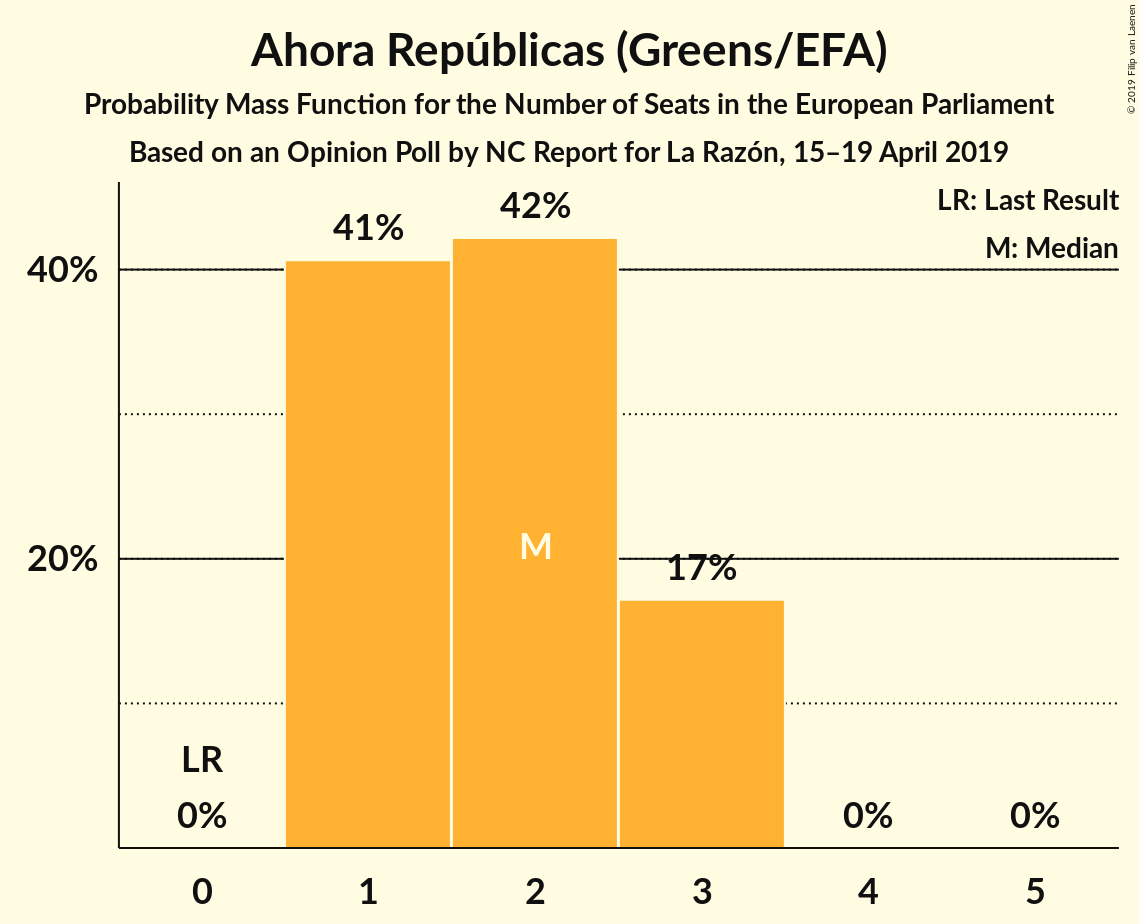 Ahora Repúblicas (Greens/EFA)
Probability Mass Function for the Number of Seats in the European Parliament
Based on an Opinion Poll by NC Report for La Razón, 15–19 April 2019
© 2019 Filip van Laenen
LR: Last Result
M: Median
41%
42%
40%
M
20%
17%
LR
0%
0%
0%
0
1
2
3
4
5